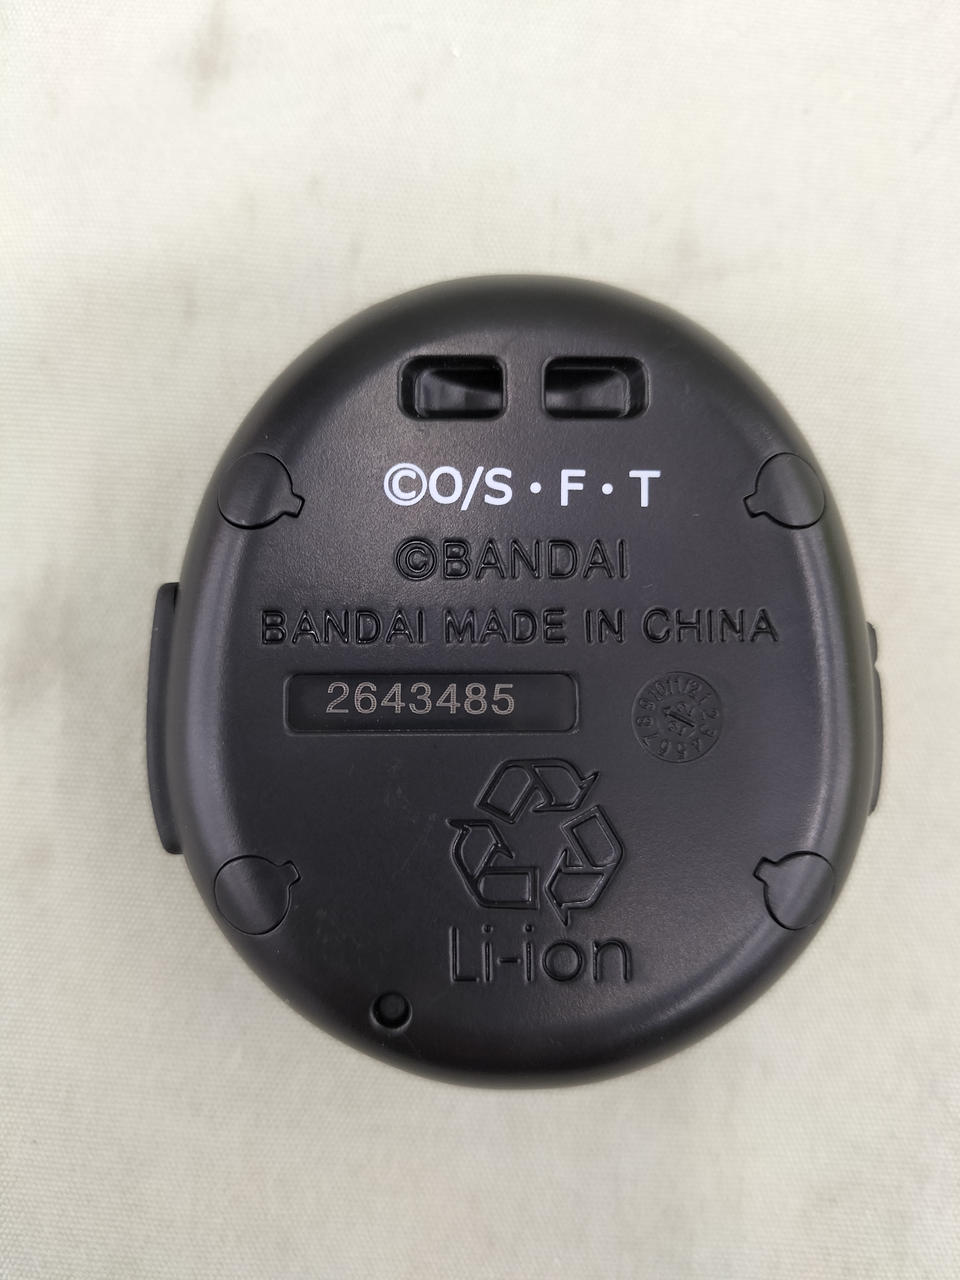 ©O/S・F・T
©BANDAI
BANDAI MADE IN CHINA
2643485
Li-ion